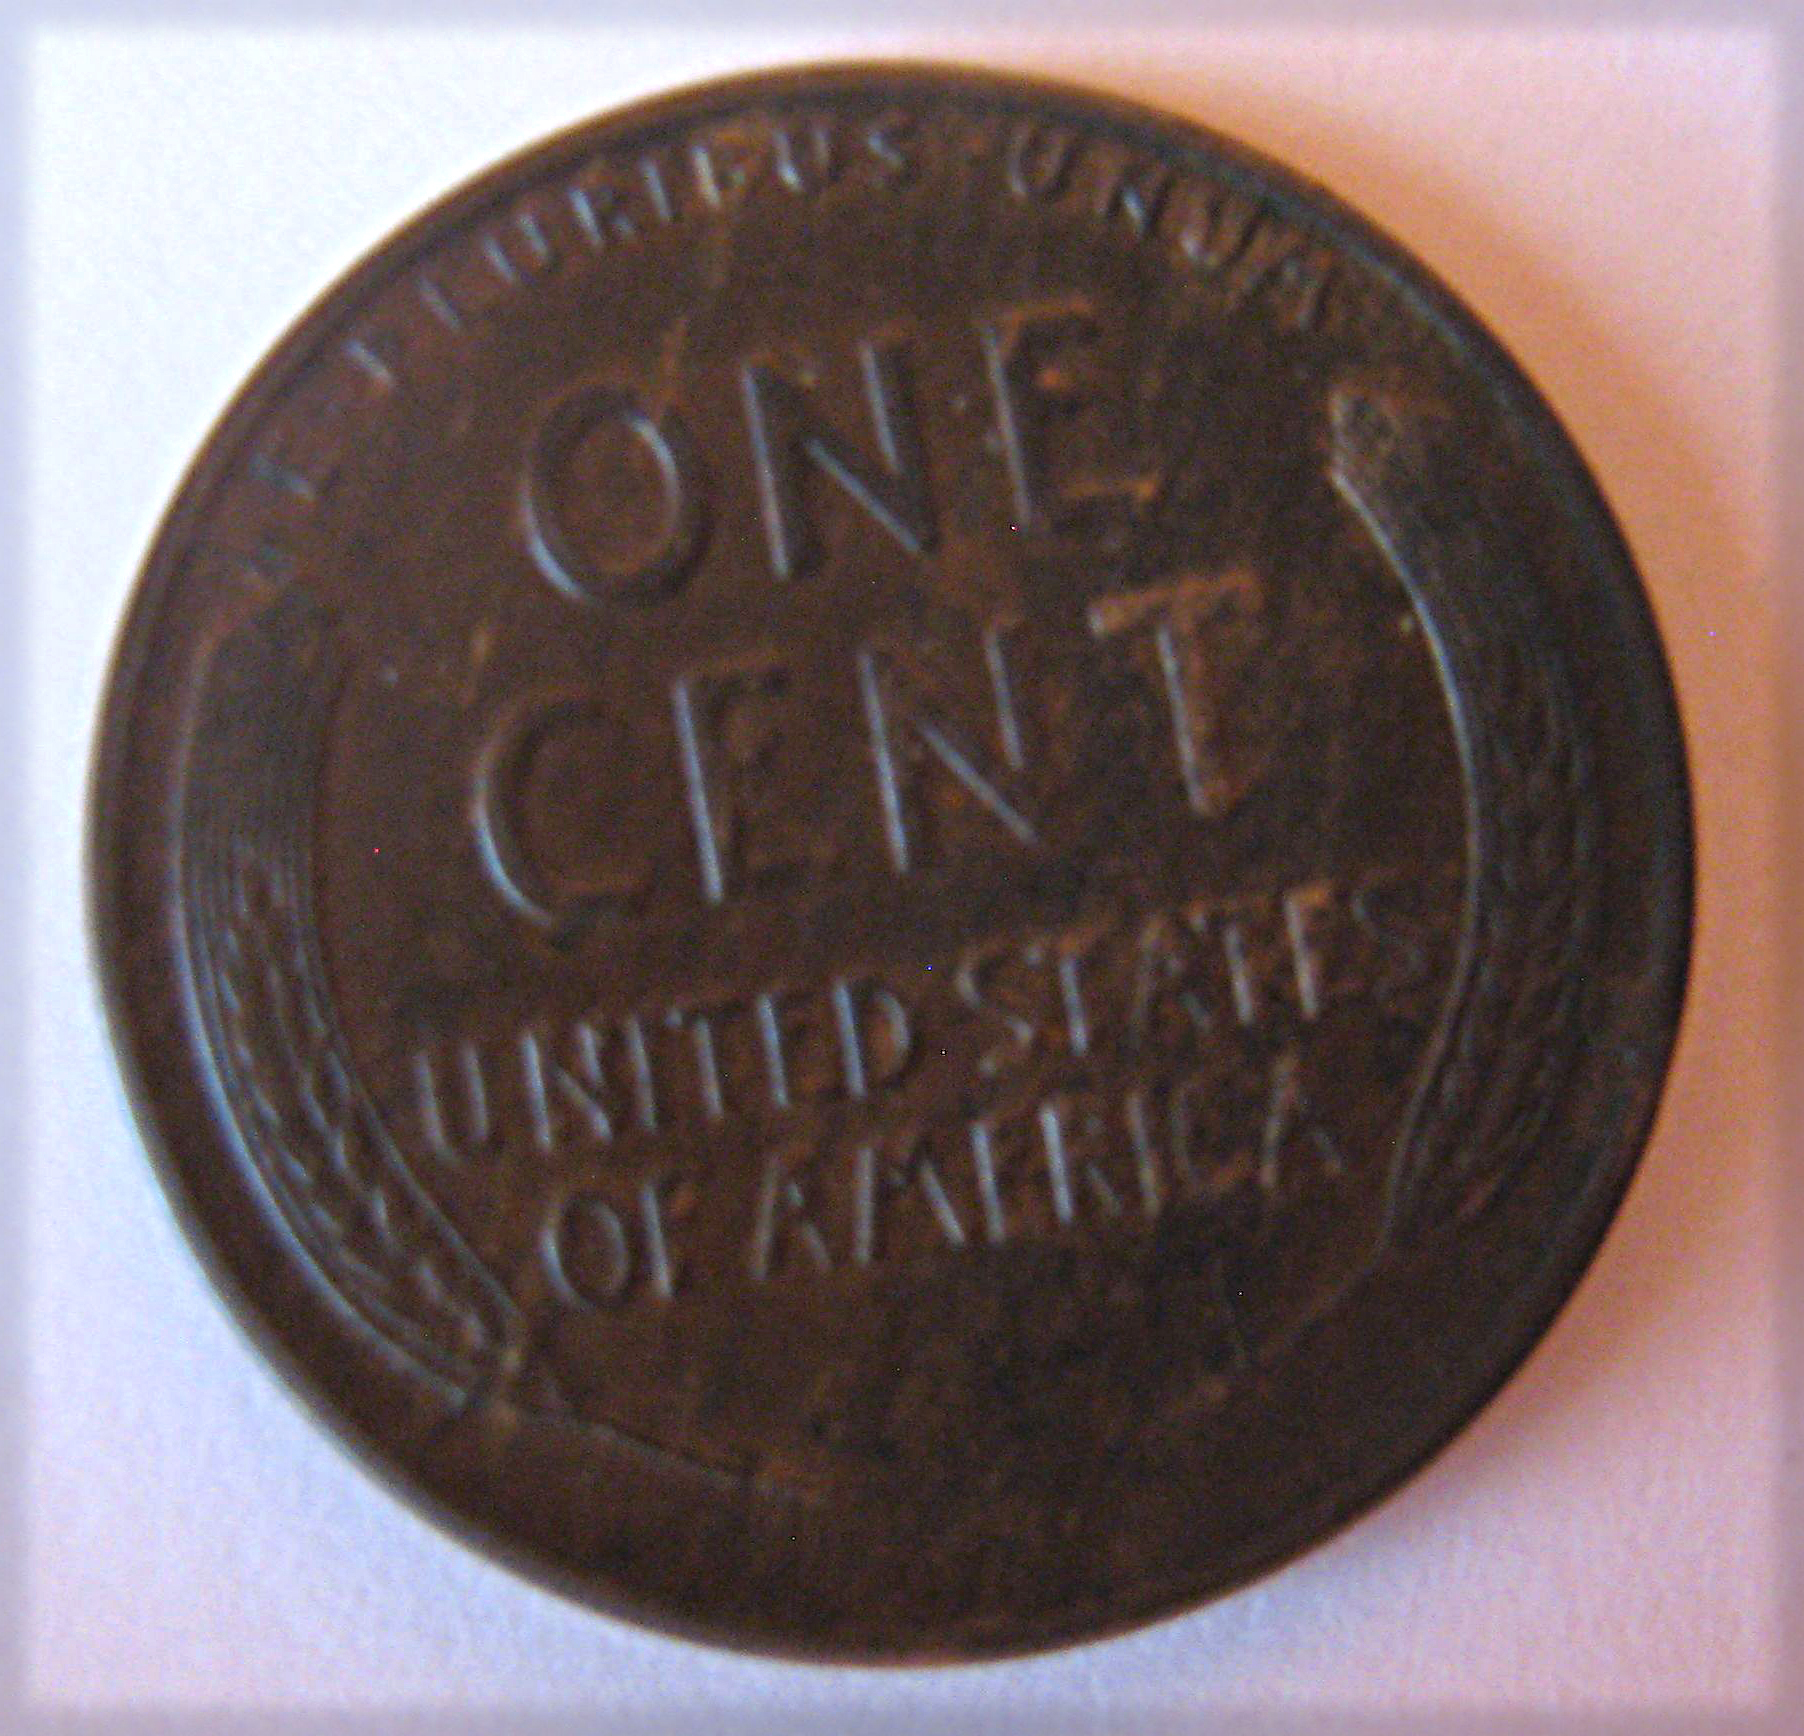 E PLURIBUS UNUM
ONE
CENT
UNITED STATES
OF AMERICA